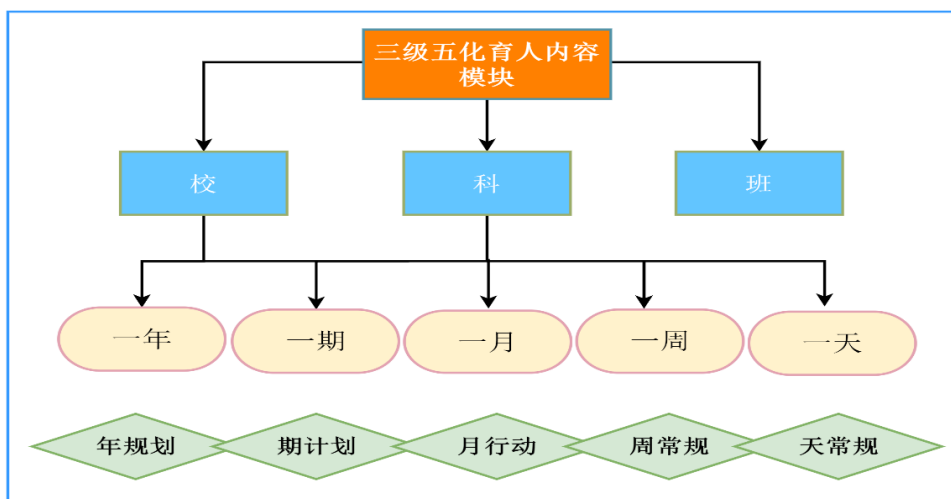 三级五化育人内容
模块
校
科
班
一年
一期
一月
一周
一天
年规划
期计划
月行动
周常规
天常规